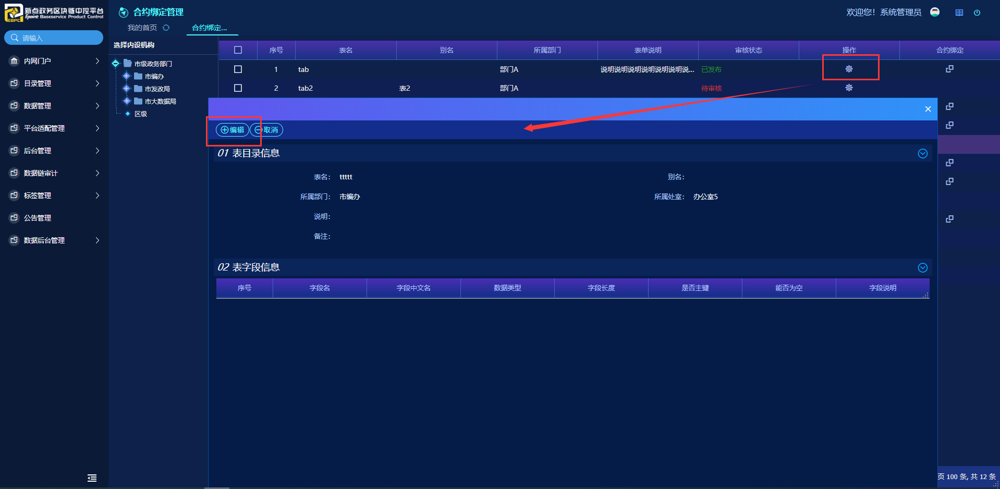 新点政务区块链中控平台
Epoint Baseservice Product Control
EBPC
合约绑定管理
欢迎您！系统管理员
我的首页
合约绑定...
请输入
内网门户
目录管理
数据管理
平台适配管理
后台管理
数据链审计
标签管理
公告管理
数据后台管理
选择内设机构
市级政务部门
市编办
市发改局
市大数据局
区级
序号 表名 别名 所属部门 表单说明 审核状态 操作 合约绑定
1 tab 部门A 说明说明说明说明说明说明说... 已发布
2 tab2 表2 部门A 待审核
编辑 取消
01 表目录信息
表名： ttttt 别名：
所属部门： 市编办 所属处室： 办公室5
说明：
备注：
02 表字段信息
序号 字段名 字段中文名 数据类型 字段长度 是否主键 能否为空 字段说明
页 100 条, 共 12 条